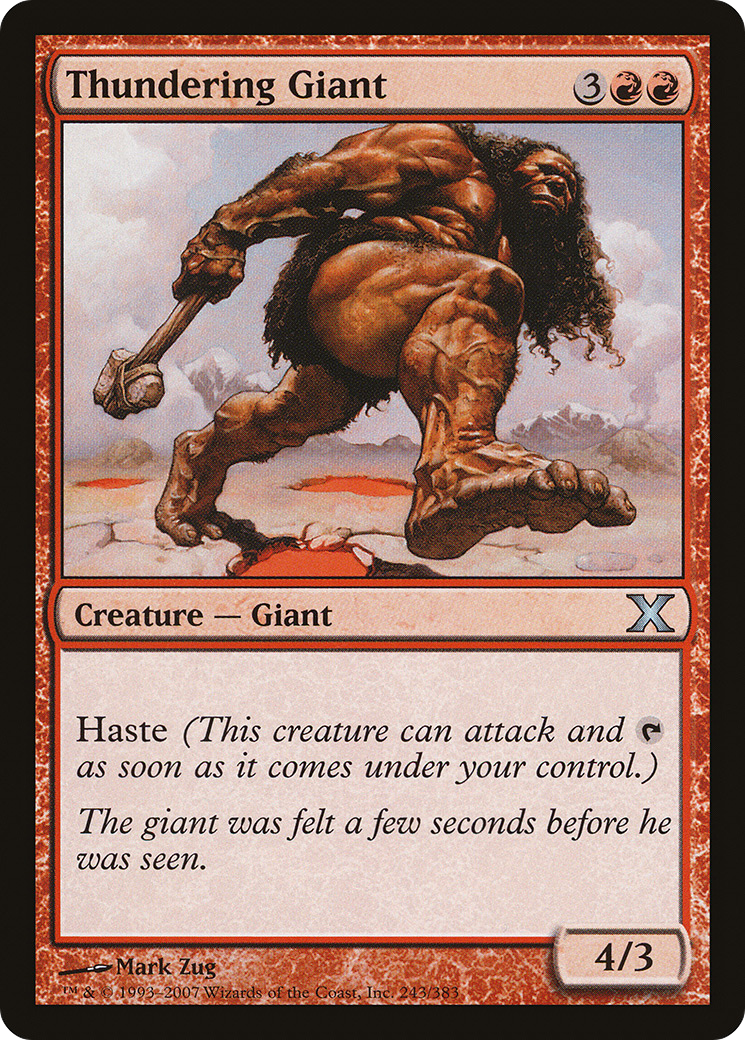 Thundering Giant 3
Creature — Giant X
Haste (This creature can attack and
as soon as it comes under your control.)
The giant was felt a few seconds before he
was seen.
4/3
Mark Zug
™ & © 1993–2007 Wizards of the Coast, Inc. 243/383